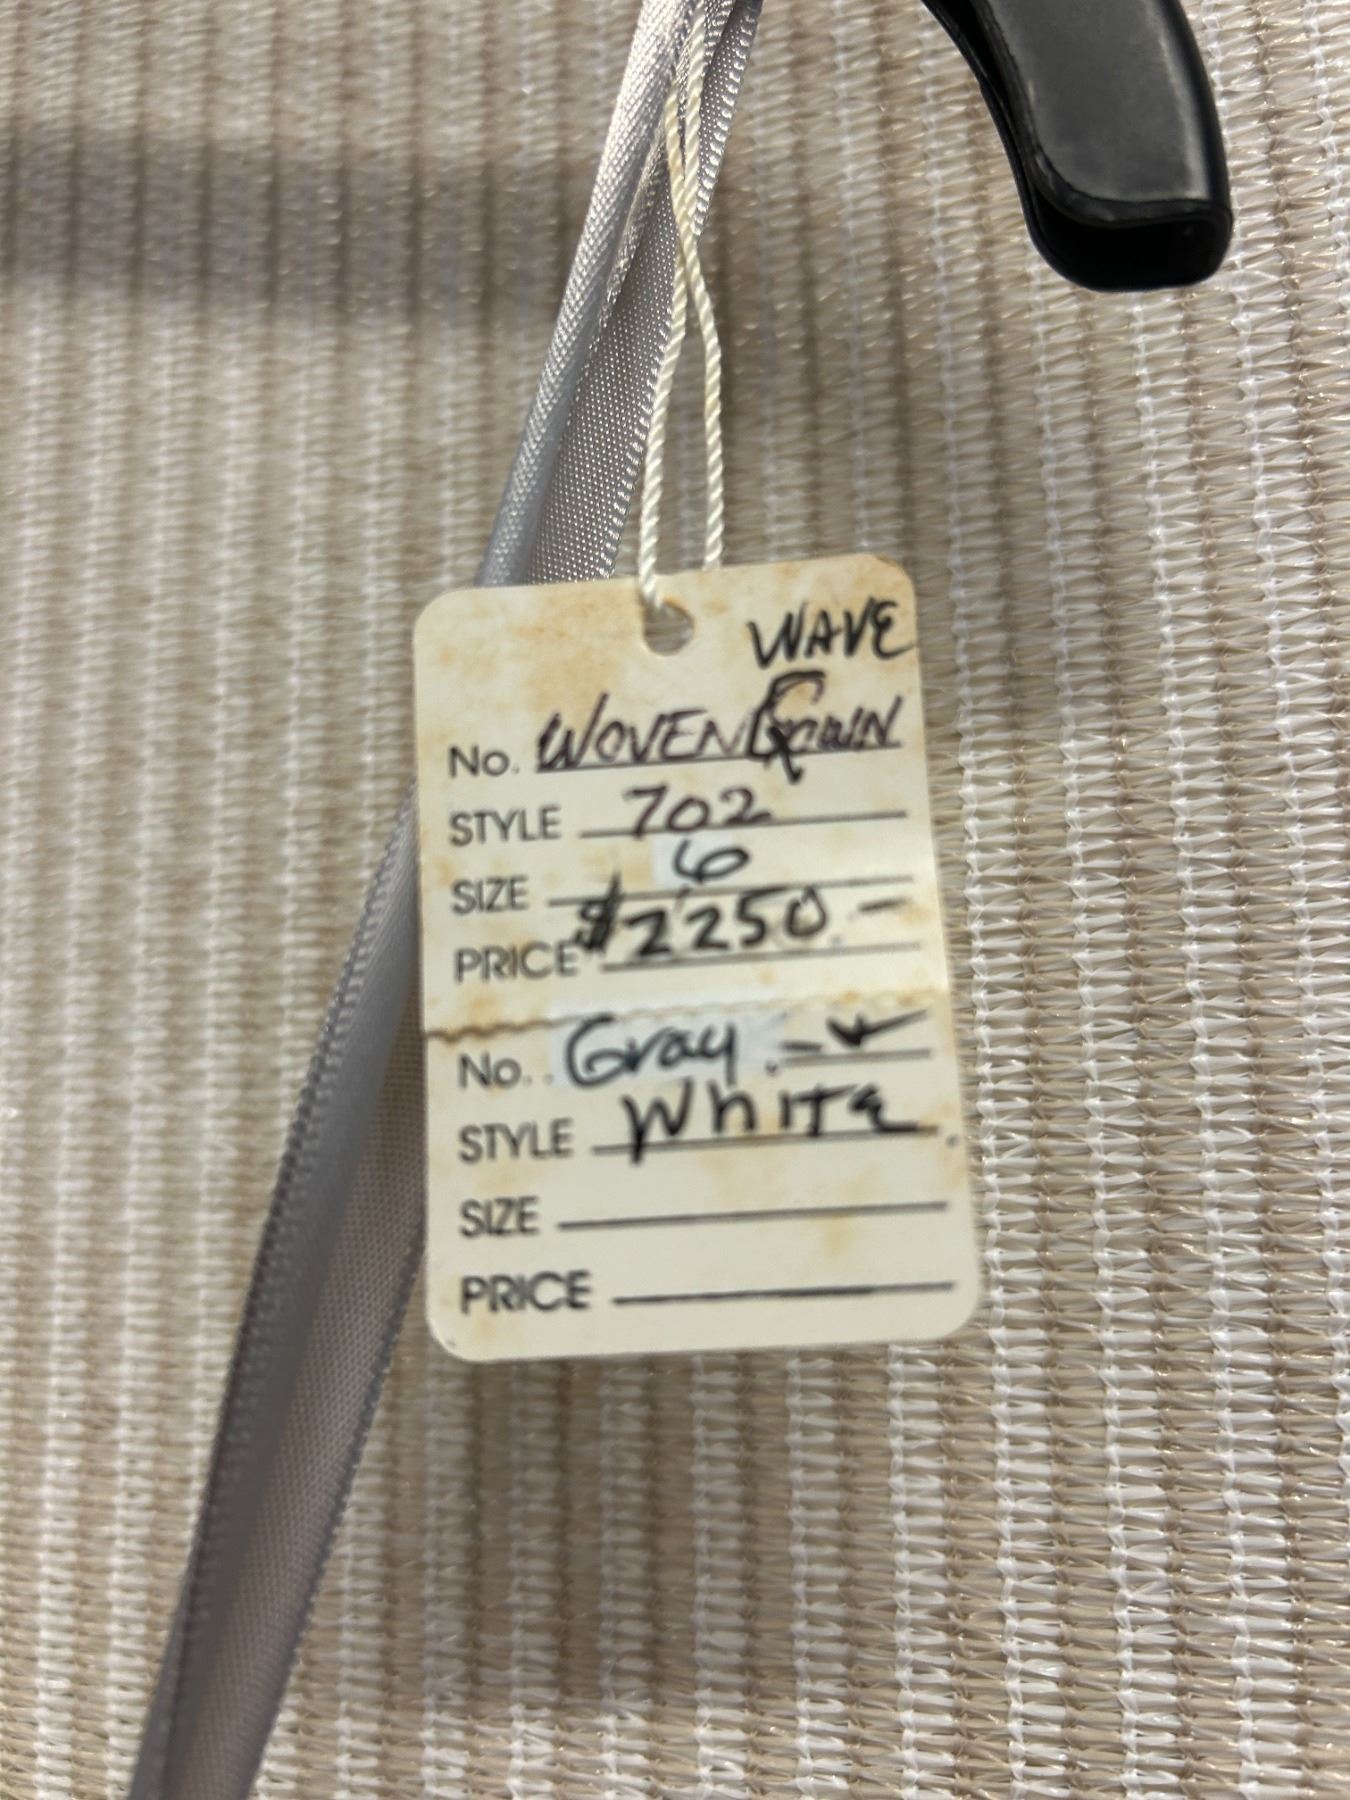 WAVE
No. WOVEN GOWN
STYLE 702
SIZE 6
PRICE $2250.-
No. Gray.-
STYLE WhITE.
SIZE
PRICE